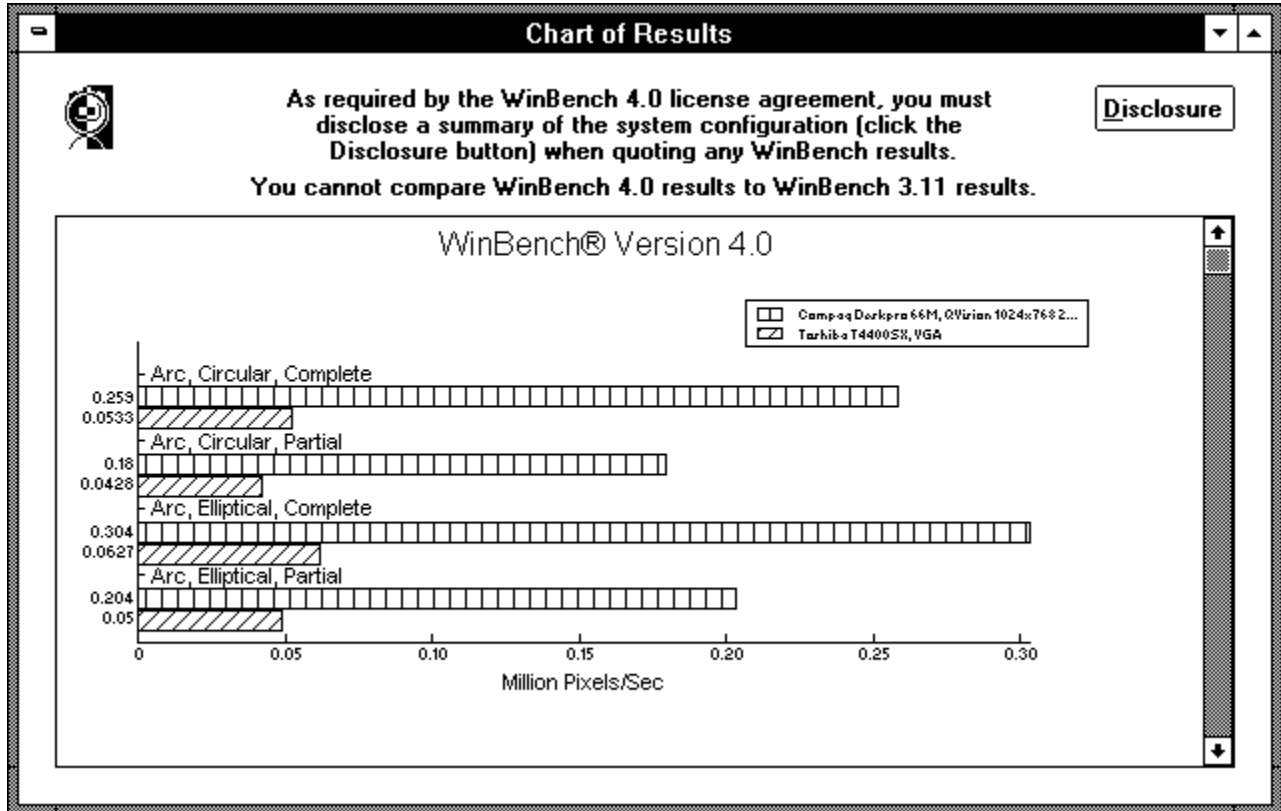 Chart of Results
As required by the WinBench 4.0 license agreement, you must
disclose a summary of the system configuration (click the
Disclosure button) when quoting any WinBench results.
You cannot compare WinBench 4.0 results to WinBench 3.11 results.
Disclosure
WinBench® Version 4.0
Compaq Deskpro 66M, QVision 1024x768 2...
Toshiba T4400SX, VGA
Arc, Circular, Complete
0.259
0.0533
Arc, Circular, Partial
0.18
0.0428
Arc, Elliptical, Complete
0.304
0.0627
Arc, Elliptical, Partial
0.204
0.05
0 0.05 0.10 0.15 0.20 0.25 0.30
Million Pixels/Sec